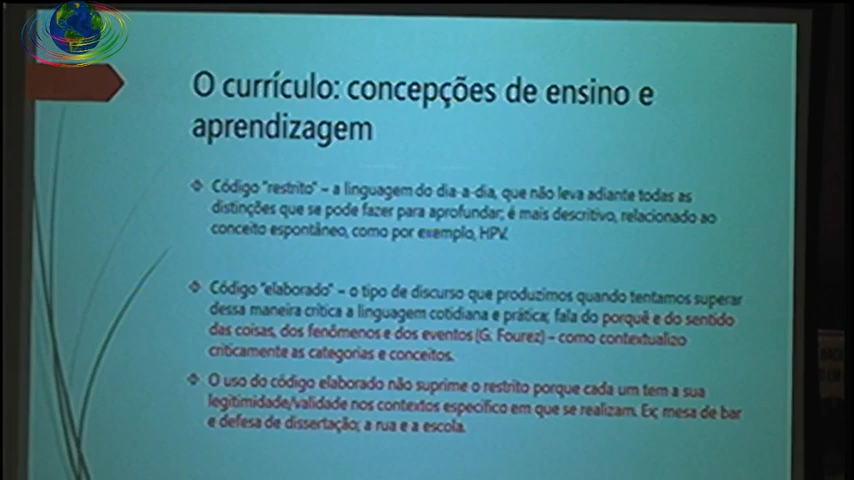 O currículo: concepções de ensino e
aprendizagem
Código "restrito" – a linguagem do dia-a-dia, que não leva adiante todas as
distinções que se pode fazer para aprofundar; é mais descritivo, relacionado ao
conceito espontâneo, como por exemplo, HPV.
Código "elaborado" – o tipo de discurso que produzimos quando tentamos superar
dessa maneira crítica a linguagem cotidiana e prática; fala do porquê e do sentido
das coisas, dos fenômenos e dos eventos (G. Fourez) – como contextualizo
criticamente as categorias e conceitos.
O uso do código elaborado não suprime o restrito porque cada um tem a sua
legitimidade/validade nos contextos específico em que se realizam. Ex; mesa de bar
e defesa de dissertação; a rua e a escola.